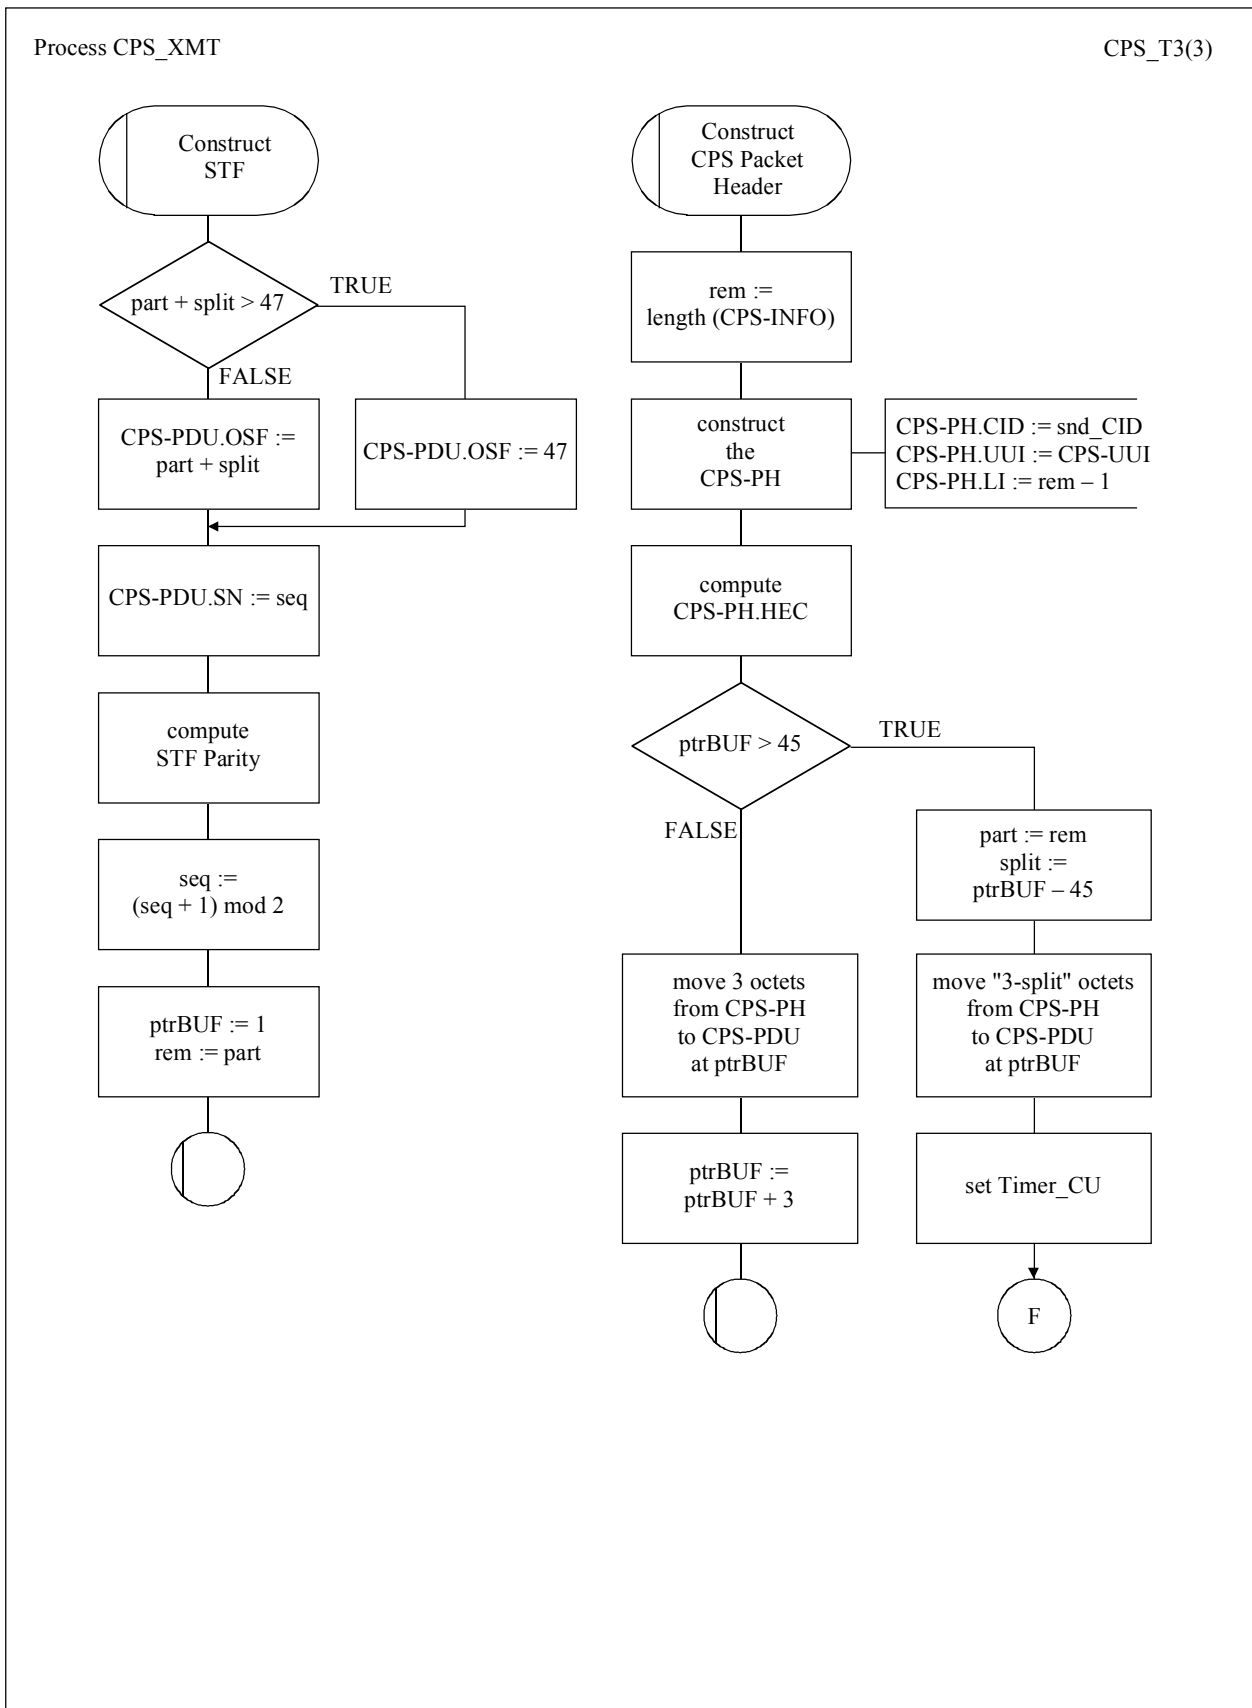 Process CPS_XMT
CPS_T3(3)
Construct
STF
part + split > 47
TRUE
FALSE
CPS-PDU.OSF :=
part + split
CPS-PDU.OSF := 47
CPS-PDU.SN := seq
compute
STF Parity
seq :=
(seq + 1) mod 2
ptrBUF := 1
rem := part
Construct
CPS Packet
Header
rem :=
length (CPS-INFO)
construct
the
CPS-PH
CPS-PH.CID := snd_CID
CPS-PH.UUI := CPS-UUI
CPS-PH.LI := rem – 1
compute
CPS-PH.HEC
ptrBUF > 45
TRUE
FALSE
part := rem
split :=
ptrBUF – 45
move 3 octets
from CPS-PH
to CPS-PDU
at ptrBUF
move "3-split" octets
from CPS-PH
to CPS-PDU
at ptrBUF
ptrBUF :=
ptrBUF + 3
set Timer_CU
F